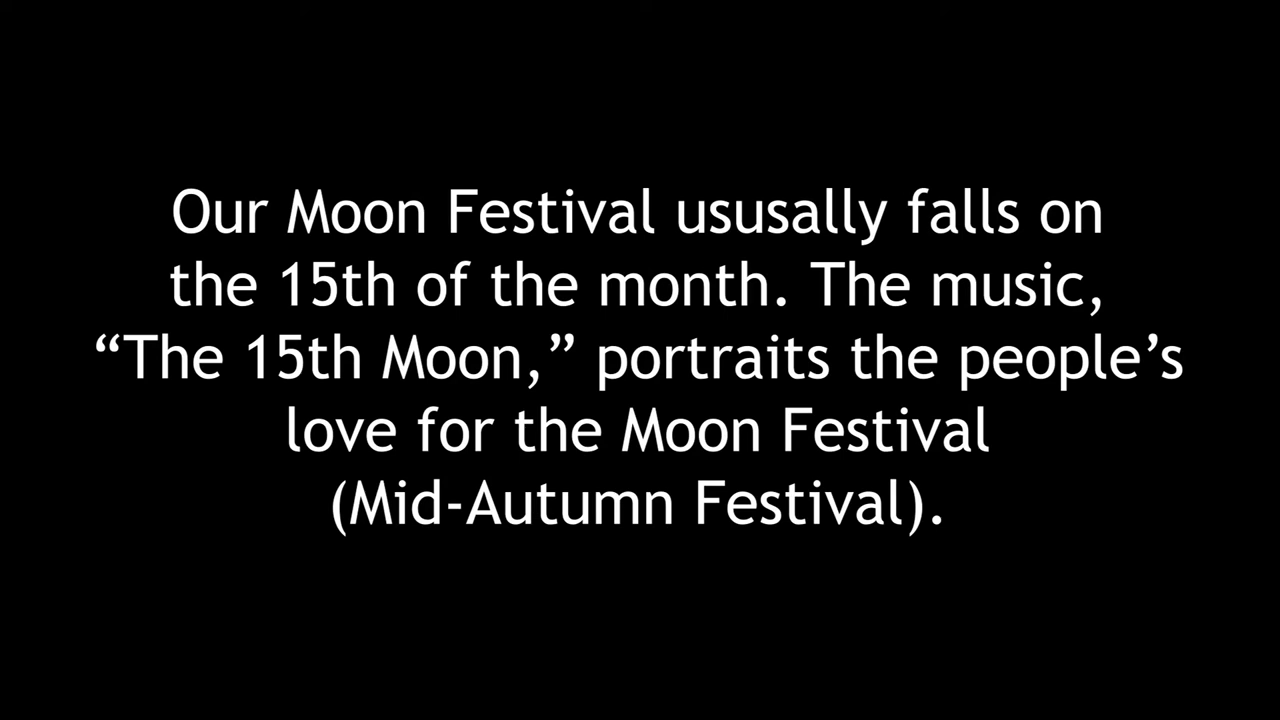 Our Moon Festival ususally falls on
the 15th of the month. The music,
“The 15th Moon,” portraits the people’s
love for the Moon Festival
(Mid-Autumn Festival).